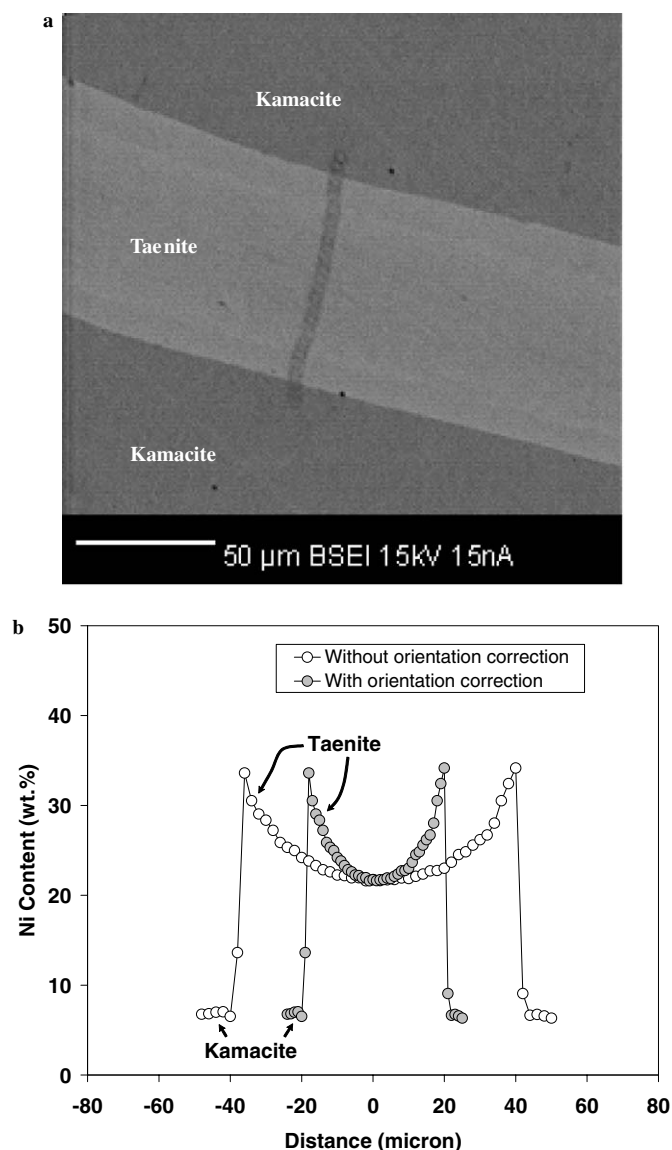 a
Kamacite
Taenite
Kamacite
50 µm BSEI 15kV 15nA
b
50
40
30
20
10
0
Ni Content (wt.%)
Without orientation correction
With orientation correction
Taenite
Kamacite
-80 -60 -40 -20 0 20 40 60 80
Distance (micron)